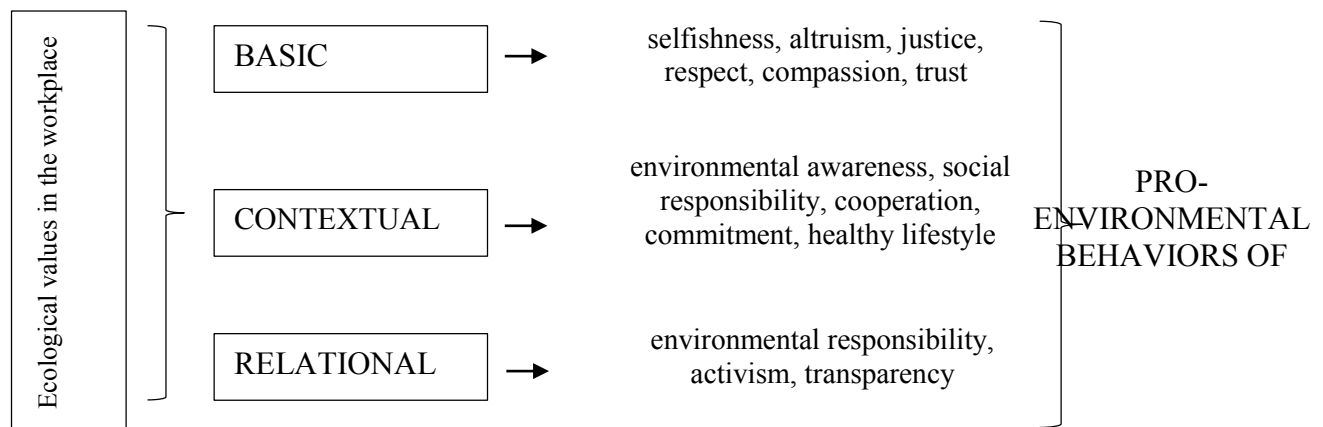 Ecological values in the workplace
BASIC
selfishness, altruism, justice,
respect, compassion, trust
CONTEXTUAL
environmental awareness, social
responsibility, cooperation,
commitment, healthy lifestyle
RELATIONAL
environmental responsibility,
activism, transparency
PRO-
ENVIRONMENTAL
BEHAVIORS OF